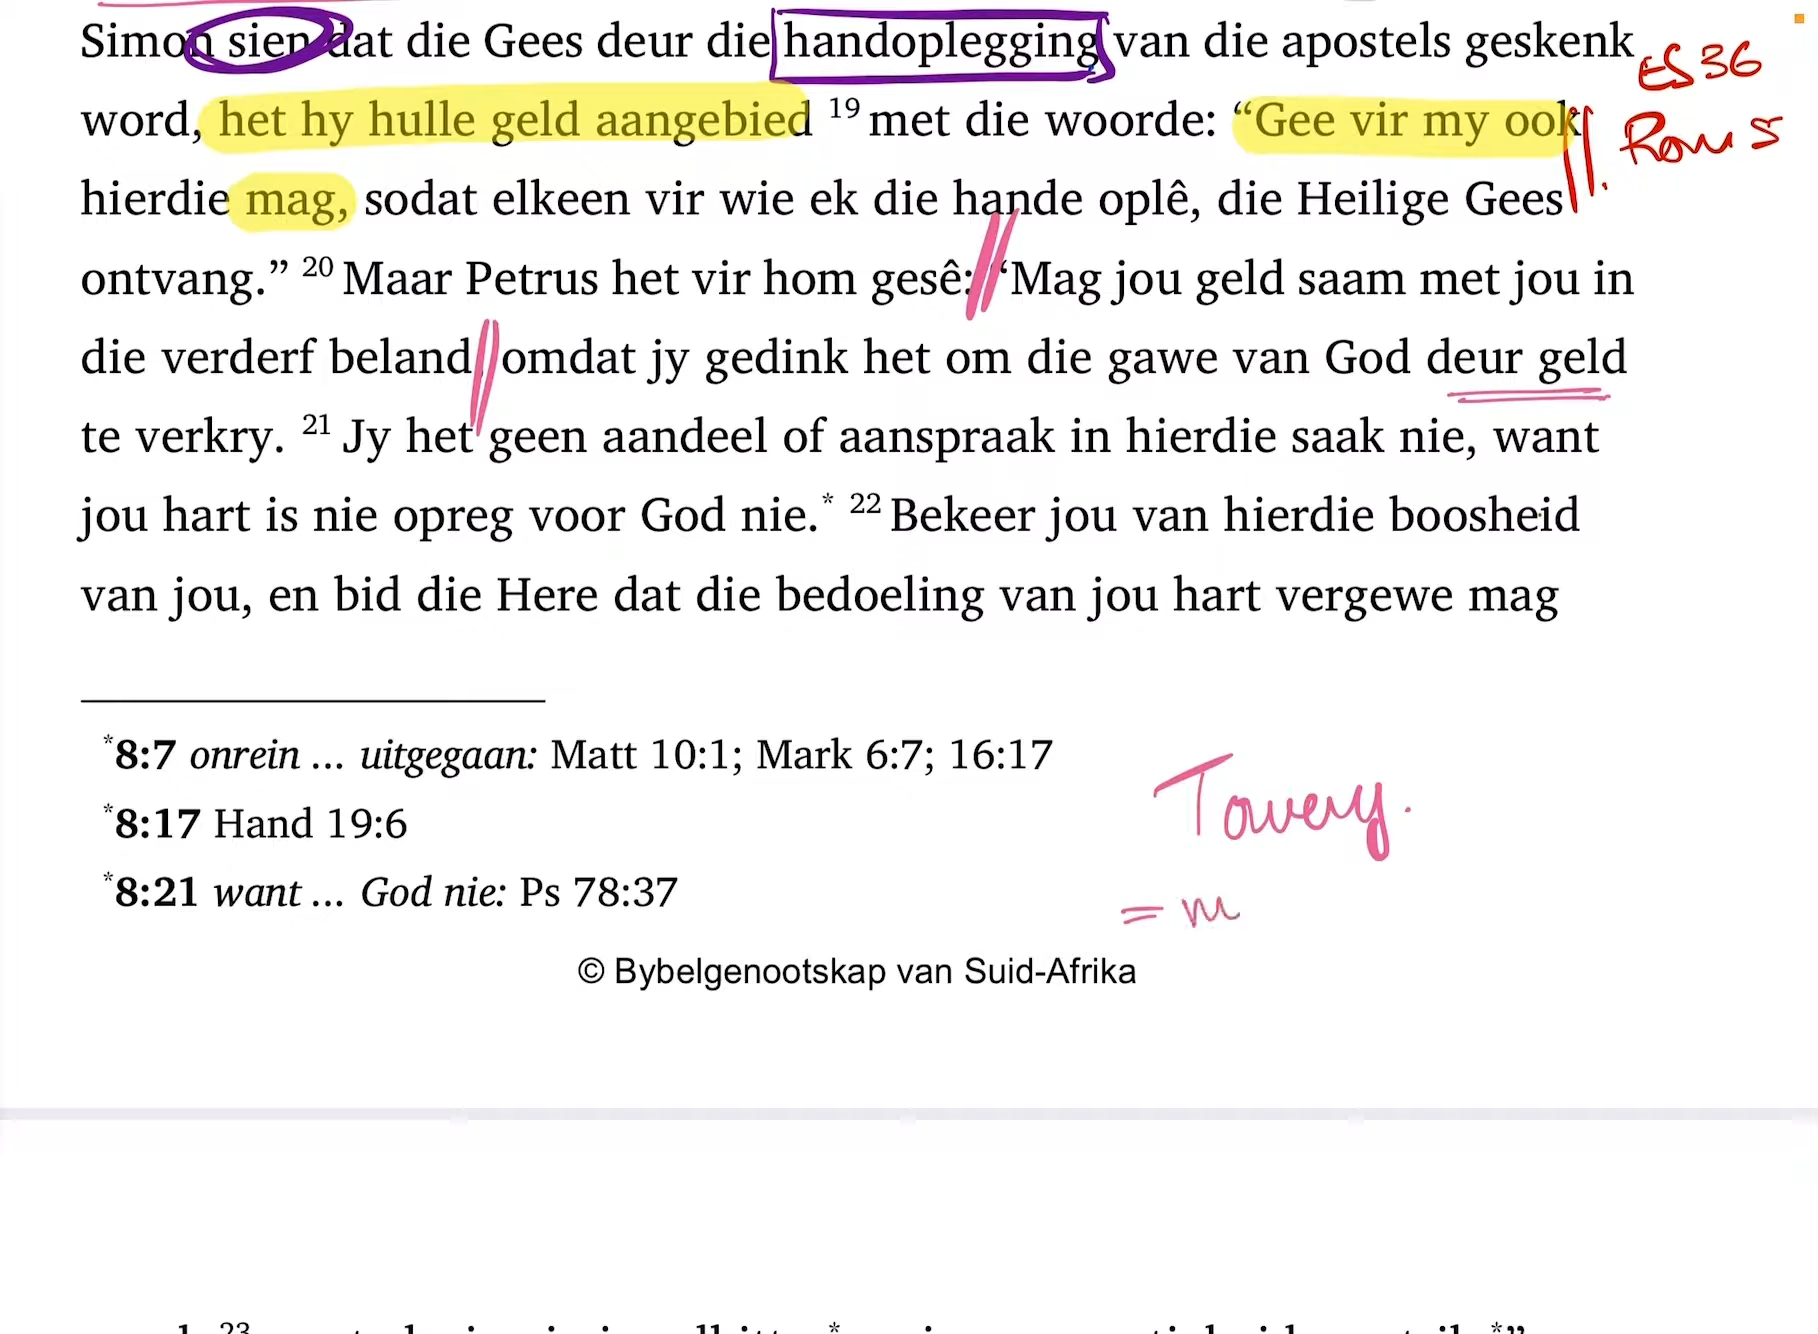 Simon sien dat die Gees deur die handoplegging van die apostels geskenk
ES 36
word, het hy hulle geld aangebied 19 met die woorde: “Gee vir my ook
Rom 5
hierdie mag, sodat elkeen vir wie ek die hande oplê, die Heilige Gees
ontvang.” 20 Maar Petrus het vir hom gesê: “Mag jou geld saam met jou in
die verderf beland, omdat jy gedink het om die gawe van God deur geld
te verkry. 21 Jy het geen aandeel of aanspraak in hierdie saak nie, want
jou hart is nie opreg voor God nie.* 22 Bekeer jou van hierdie boosheid
van jou, en bid die Here dat die bedoeling van jou hart vergewe mag
*8:7 onrein ... uitgegaan: Matt 10:1; Mark 6:7; 16:17
Towery.
*8:17 Hand 19:6
*8:21 want ... God nie: Ps 78:37
= m
© Bybelgenootskap van Suid-Afrika
23